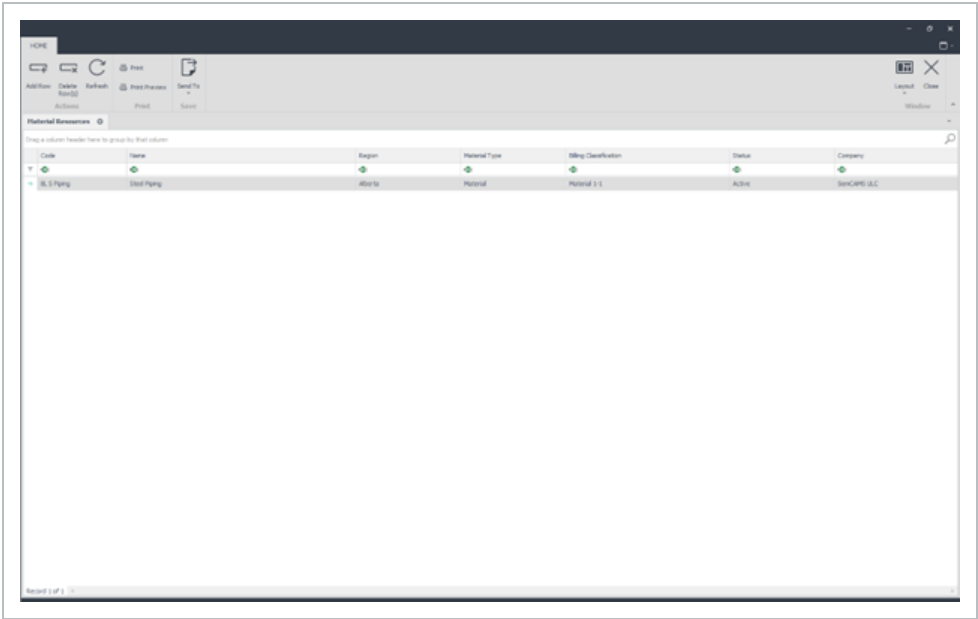 HOME
Add Row Delete Row(s) Refresh Print Print Preview Send To Layout Close
Actions Print Save Window
Material Resources
Drag a column header here to group by that column
Code Name Region Material Type Billing Classification Status Company
Steel Piping Alberta Material Material 1-1 Active SemCAMS ULC
Record 1 of 1